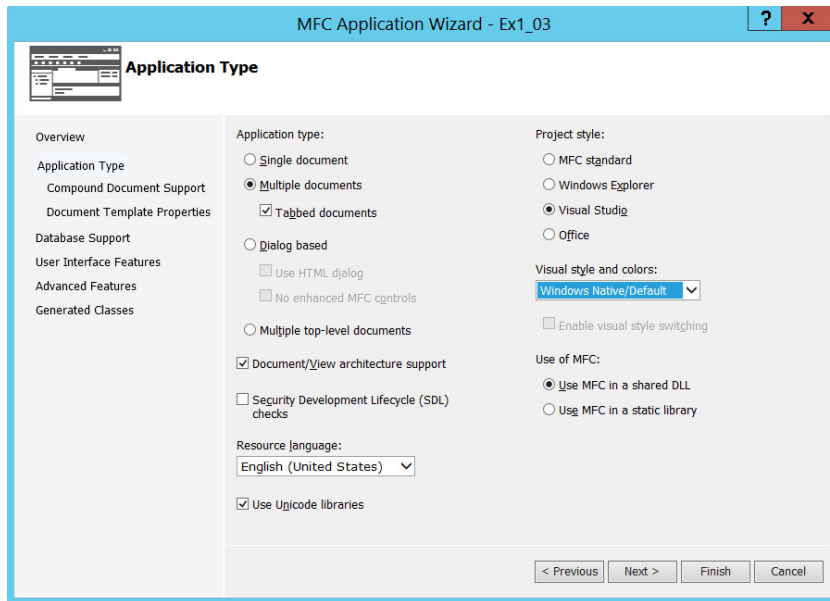 MFC Application Wizard - Ex1_03
? X
Application Type
Overview
Application Type
Compound Document Support
Document Template Properties
Database Support
User Interface Features
Advanced Features
Generated Classes
Application type:
Single document
Multiple documents
Tabbed documents
Dialog based
Use HTML dialog
No enhanced MFC controls
Multiple top-level documents
Document/View architecture support
Security Development Lifecycle (SDL)
checks
Resource language:
English (United States)
Use Unicode libraries
Project style:
MFC standard
Windows Explorer
Visual Studio
Office
Visual style and colors:
Windows Native/Default
Enable visual style switching
Use of MFC:
Use MFC in a shared DLL
Use MFC in a static library
< Previous Next > Finish Cancel